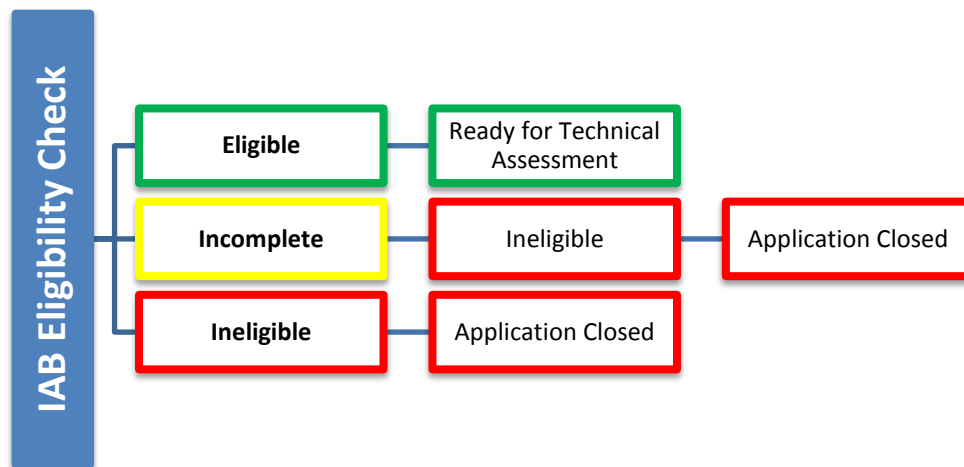 IAB Eligibility Check
Eligible
Ready for Technical
Assessment
Incomplete
Ineligible
Application Closed
Ineligible
Application Closed